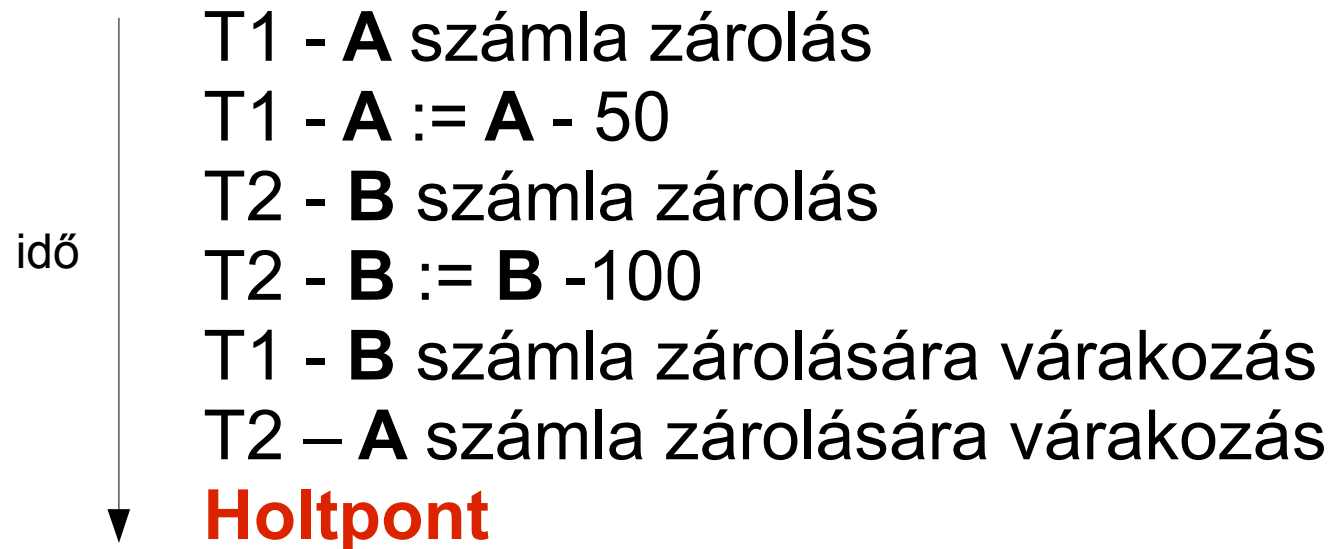 T1 - A számla zárolás
T1 - A := A - 50
T2 - B számla zárolás
idő
T2 - B := B -100
T1 - B számla zárolására várakozás
T2 – A számla zárolására várakozás
Holtpont